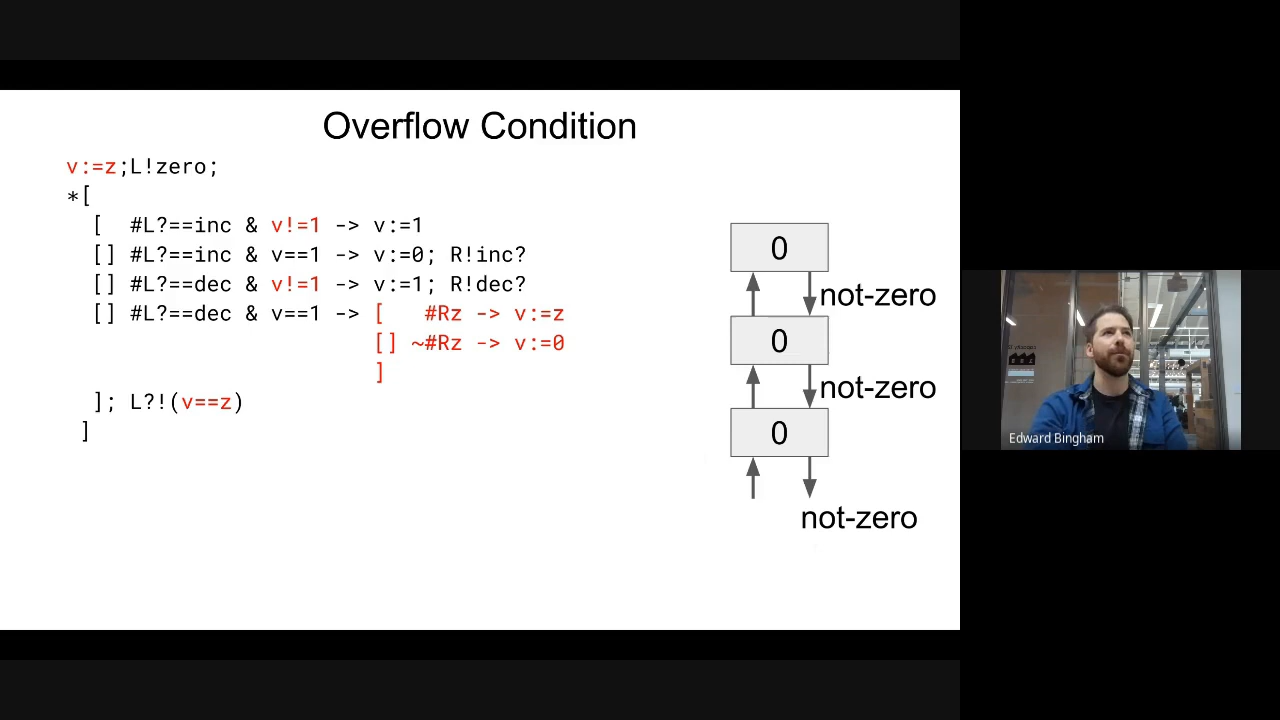 Overflow Condition
v:=z;L!zero;
*[
[ #L?==inc & v!=1 -> v:=1
[] #L?==inc & v==1 -> v:=0; R!inc?
[] #L?==dec & v!=1 -> v:=1; R!dec?
[] #L?==dec & v==1 -> [ #Rz -> v:=z
[] ~#Rz -> v:=0
]
]; L?!(v==z)
]
0
not-zero
0
not-zero
0
not-zero
Edward Bingham